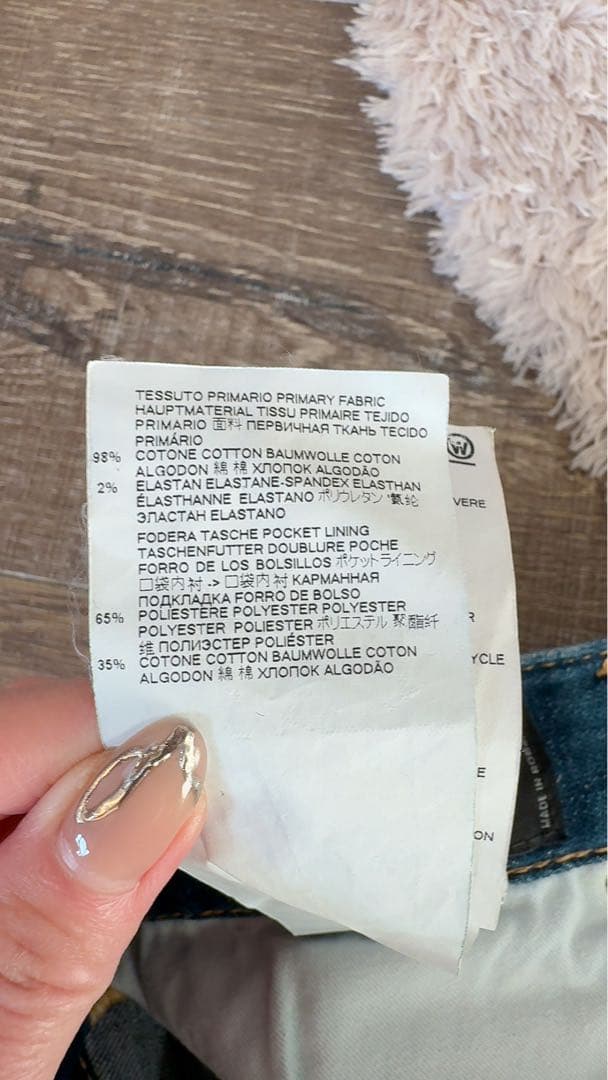 TESSUTO PRIMARIO PRIMARY FABRIC
HAUPTMATERIAL TISSU PRIMAIRE TEJIDO
PRIMARIO 面料 ПЕРВИЧНАЯ ТКАНЬ TECIDO
PRIMÁRIO
98% COTONE COTTON BAUMWOLLE COTON
ALGODON 綿 棉 ХЛОПОК ALGODÃO
2% ELASTAN ELASTANE-SPANDEX ELASTHAN
ÉLASTHANNE ELASTANO ポリウレタン 氨纶
ЭЛАСТАН ELASTANO
FODERA TASCHE POCKET LINING
TASCHENFUTTER DOUBLURE POCHE
FORRO DE LOS BOLSILLOS ポケットライニング
口袋内衬 -> 口袋内衬 КАРМАННАЯ
ПОДКЛАДКА FORRO DE BOLSO
65% POLIESTERE POLYESTER POLYESTER
POLYESTER POLIESTER ポリエステル 聚酯纤
维 ПОЛИЭСТЕР POLIÉSTER
35% COTONE COTTON BAUMWOLLE COTON
ALGODON 綿 棉 ХЛОПОК ALGODÃO
W
VERE
R
YCLE
E
ON
MADE IN